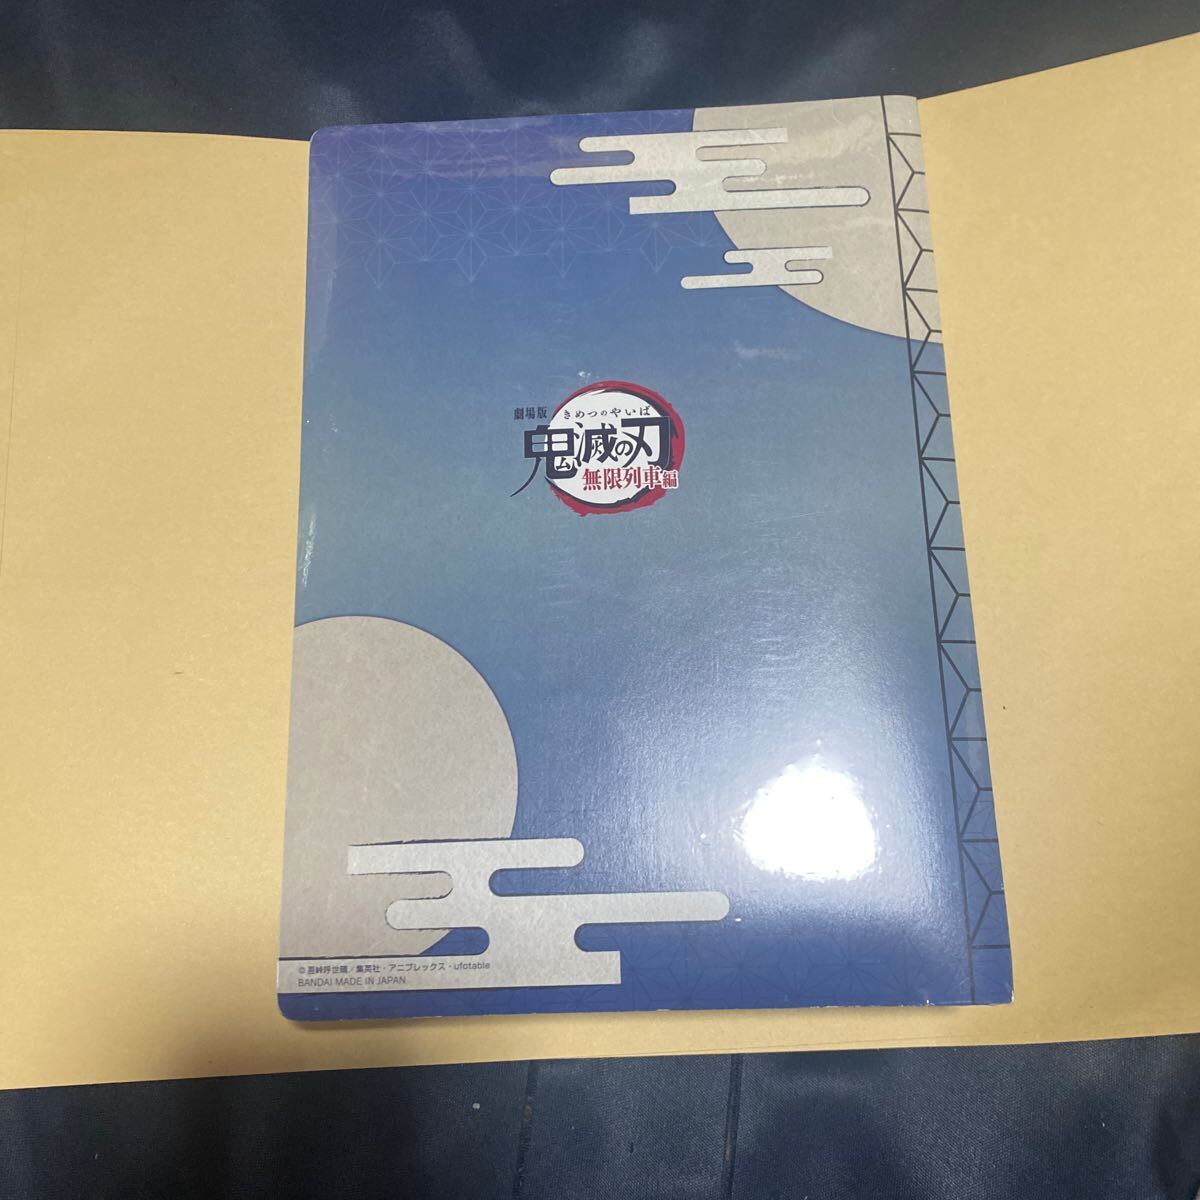 劇場版 きめつのやいば
鬼滅の刃
無限列車編
©吾峠呼世晴／集英社・アニプレックス・ufotable
BANDAI MADE IN JAPAN